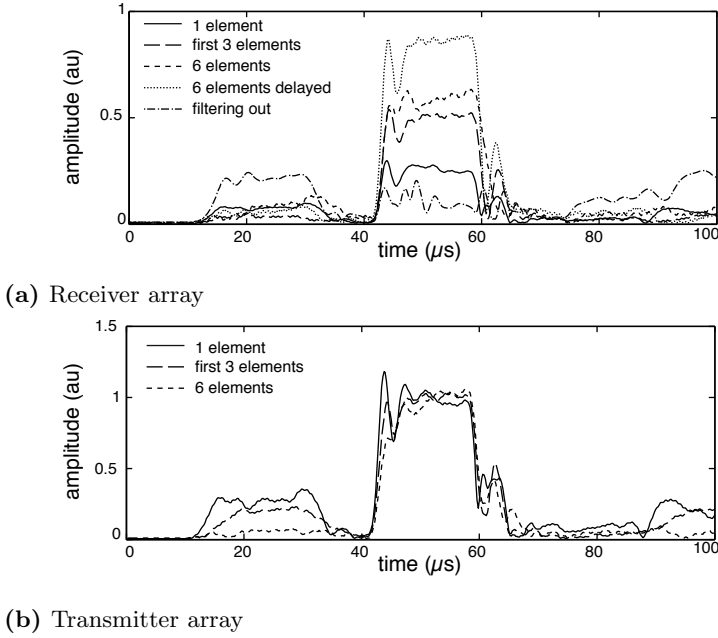 1
1 element
first 3 elements
6 elements
6 elements delayed
filtering out
0.5
0
amplitude (au)
0 20 40 60 80 100
time (µs)
(a) Receiver array
1.5
1 element
first 3 elements
6 elements
1
0.5
0
amplitude (au)
0 20 40 60 80 100
time (µs)
(b) Transmitter array